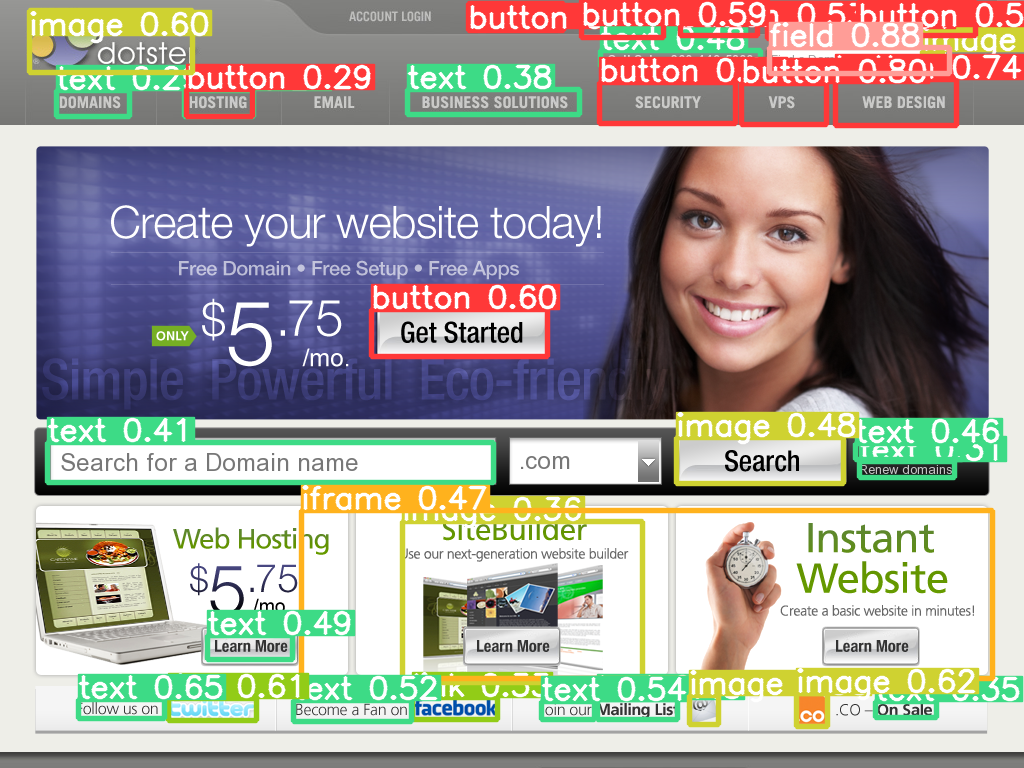 ACCOUNT LOGIN
button
button 0.59
button 0.5
image 0.60
text 0.48
field 0.88
image
dotste
text 0.2
button 0.29
text 0.38
button 0.
button 0.80
0.74
DOMAINS
HOSTING
EMAIL
BUSINESS SOLUTIONS
SECURITY
VPS
WEB DESIGN
Create your website today!
Free Domain • Free Setup • Free Apps
ONLY
$5.75
/mo.
button 0.60
Get Started
Simple Powerful Eco-friendly
text 0.41
Search for a Domain name
.com
image 0.48
Search
text 0.46
text 0.31
Renew domains
iframe 0.47
image 0.36
Web Hosting
$5.75
/mo.
text 0.49
Learn More
SiteBuilder
Use our next-generation website builder
Learn More
Instant
Website
Create a basic website in minutes!
Learn More
text 0.65
0.61
text 0.52
text 0.54
image
image 0.62
0.35
follow us on twitter
Become a Fan on facebook
join our Mailing List
@
co
.CO – On Sale